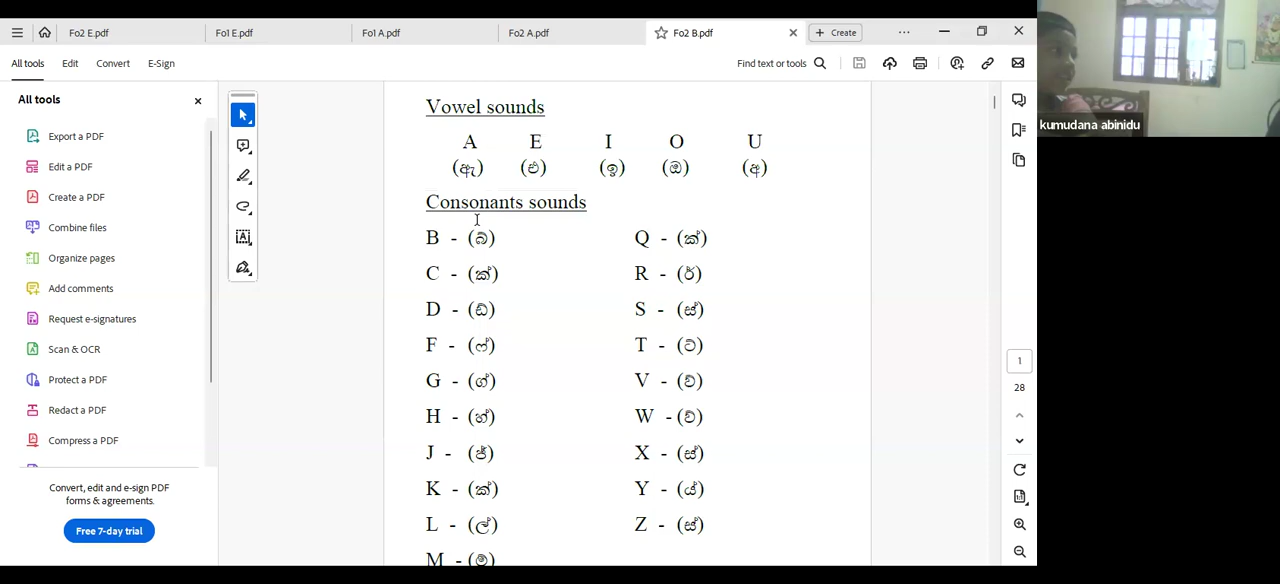 Fo2 E.pdf
Fo1 E.pdf
Fo1 A.pdf
Fo2 A.pdf
Fo2 B.pdf
Create
All tools
Edit
Convert
E-Sign
Find text or tools
All tools
Export a PDF
Edit a PDF
Create a PDF
Combine files
Organize pages
Add comments
Request e-signatures
Scan & OCR
Protect a PDF
Redact a PDF
Compress a PDF
Convert, edit and e-sign PDF
forms & agreements.
Free 7-day trial
Vowel sounds
A E I O U
(ඇ) (එ) (ඉ) (ඔ) (අ)
Consonants sounds
B - (බ්) Q - (ක්)
C - (ක්) R - (ර්)
D - (ඩ්) S - (ස්)
F - (ෆ්) T - (ට්)
G - (ග්) V - (ව්)
H - (හ්) W - (ව්)
J - (ජ්) X - (ස්)
K - (ක්) Y - (ය්)
L - (ල්) Z - (ස්)
M - (ම්)
1
28
kumudana abinidu